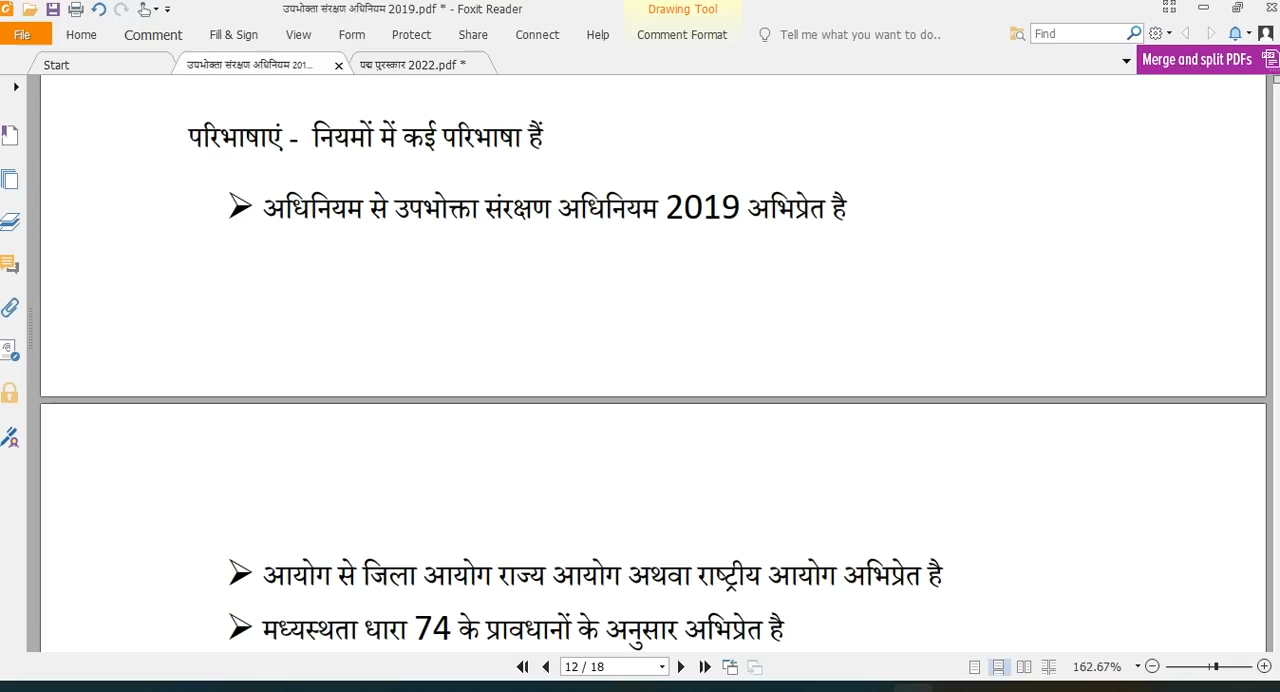 उपभोक्ता संरक्षण अधिनियम 2019.pdf * - Foxit Reader
Drawing Tool
File Home Comment Fill & Sign View Form Protect Share Connect Help Comment Format Tell me what you want to do.. Find
Start उपभोक्ता संरक्षण अधिनियम 201... पद्म पुरस्कार 2022.pdf * Merge and split PDFs
परिभाषाएं - नियमों में कई परिभाषा हैं
➢ अधिनियम से उपभोक्ता संरक्षण अधिनियम 2019 अभिप्रेत है
➢ आयोग से जिला आयोग राज्य आयोग अथवा राष्ट्रीय आयोग अभिप्रेत है
➢ मध्यस्थता धारा 74 के प्रावधानों के अनुसार अभिप्रेत है
12 / 18 162.67%